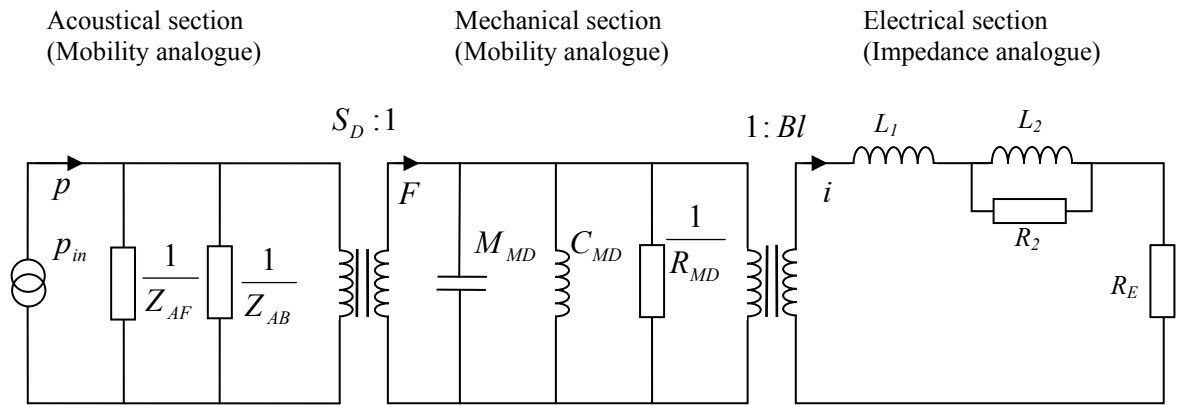 Acoustical section
(Mobility analogue)
Mechanical section
(Mobility analogue)
Electrical section
(Impedance analogue)
S_D : 1
1 : Bl
L_1
L_2
p
F
i
R_2
p_in
1/Z_AF
1/Z_AB
M_MD
C_MD
1/R_MD
R_E